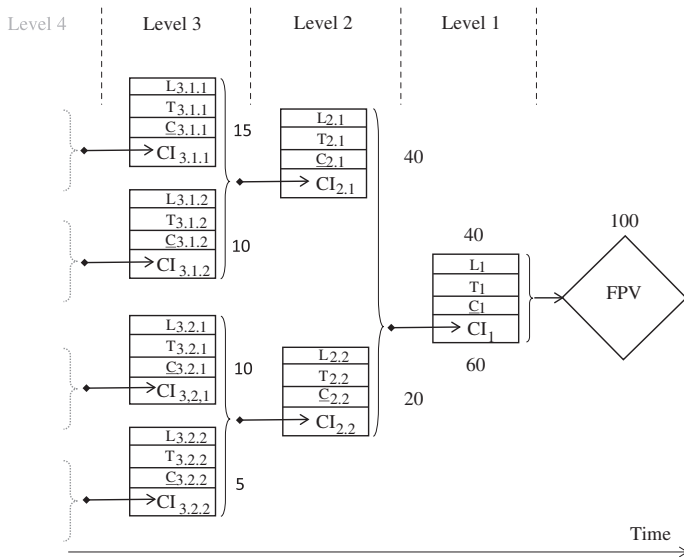 Level 4
Level 3
Level 2
Level 1
L3.1.1
T3.1.1
C3.1.1
CI3.1.1
15
L3.1.2
T3.1.2
C3.1.2
CI3.1.2
10
L3.2.1
T3.2.1
C3.2.1
CI3,2,1
10
L3.2.2
T3.2.2
C3.2.2
CI3.2.2
5
L2.1
T2.1
C2.1
CI2.1
40
L2.2
T2.2
C2.2
CI2.2
20
40
L1
T1
C1
CI1
60
100
FPV
Time